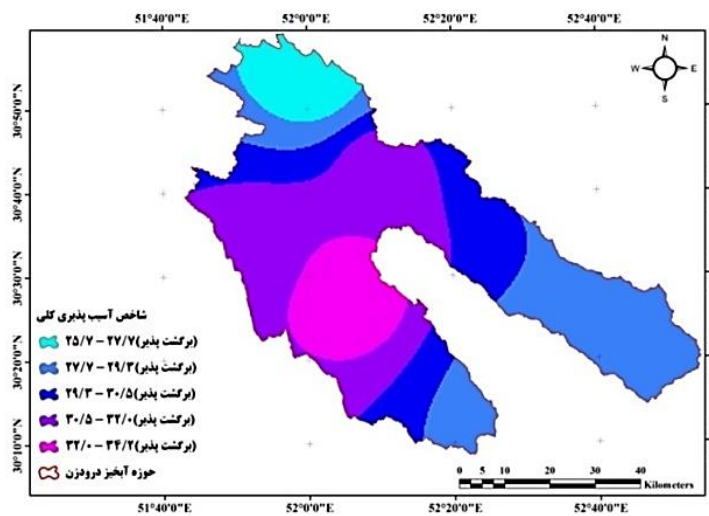 51°40'0"E 52°0'0"E 52°20'0"E 52°40'0"E
N
W E
S
30°50'0"N
30°40'0"N
30°30'0"N
30°20'0"N
30°10'0"N
شاخص آسیب پذیری کلی
۲۵/۷ – ۲۷/۷(برگشت پذیر)
۲۷/۷ – ۲۹/۳(برگشت پذیر)
۲۹/۳ – ۳۰/۵(برگشت پذیر)
۳۰/۵ – ۳۲/۰(برگشت پذیر)
۳۲/۰ – ۳۴/۲(برگشت پذیر)
حوزه آبخیز درودزن
0 5 10 20 30 40
Kilometers
51°40'0"E 52°0'0"E 52°20'0"E 52°40'0"E